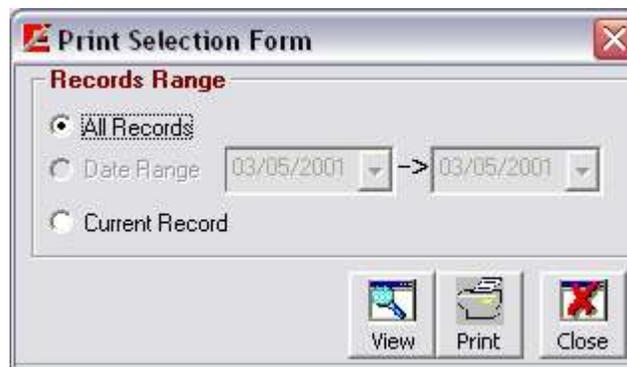 Print Selection Form
Records Range
All Records
Date Range 03/05/2001 -> 03/05/2001
Current Record
View Print Close